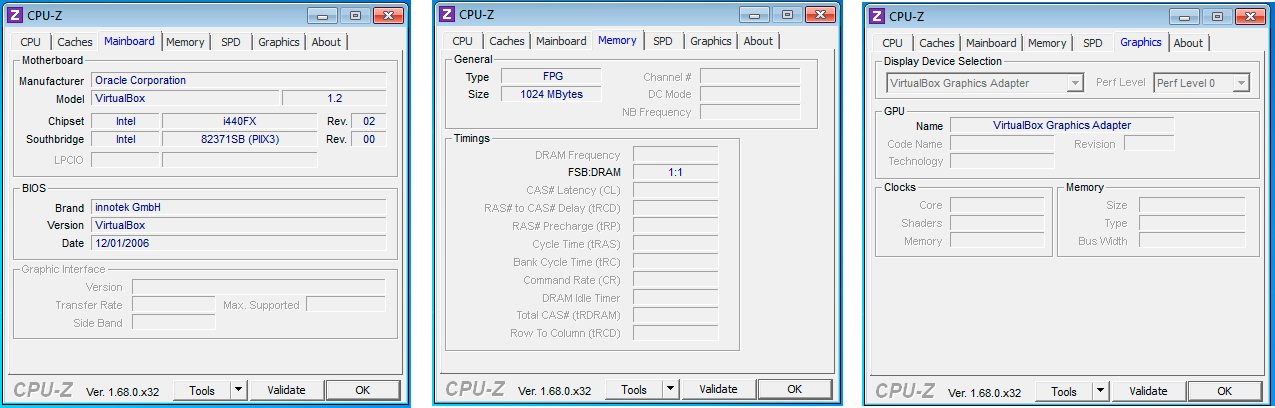 CPU-Z
CPU Caches Mainboard Memory SPD Graphics About
Motherboard
Manufacturer Oracle Corporation
Model VirtualBox 1.2
Chipset Intel i440FX Rev. 02
Southbridge Intel 82371SB (PIIX3) Rev. 00
LPCIO
BIOS
Brand innotek GmbH
Version VirtualBox
Date 12/01/2006
Graphic Interface
Version
Transfer Rate Max. Supported
Side Band
CPU-Z Ver. 1.68.0.x32 Tools Validate OK
CPU-Z
CPU Caches Mainboard Memory SPD Graphics About
General
Type FPG Channel #
Size 1024 MBytes DC Mode
NB Frequency
Timings
DRAM Frequency
FSB:DRAM 1:1
CAS# Latency (CL)
RAS# to CAS# Delay (tRCD)
RAS# Precharge (tRP)
Cycle Time (tRAS)
Bank Cycle Time (tRC)
Command Rate (CR)
DRAM Idle Timer
Total CAS# (tRDRAM)
Row To Column (tRCD)
CPU-Z Ver. 1.68.0.x32 Tools Validate OK
CPU-Z
CPU Caches Mainboard Memory SPD Graphics About
Display Device Selection
VirtualBox Graphics Adapter Perf Level Perf Level 0
GPU
Name VirtualBox Graphics Adapter
Code Name Revision
Technology
Clocks Memory
Core Size
Shaders Type
Memory Bus Width
CPU-Z Ver. 1.68.0.x32 Tools Validate OK